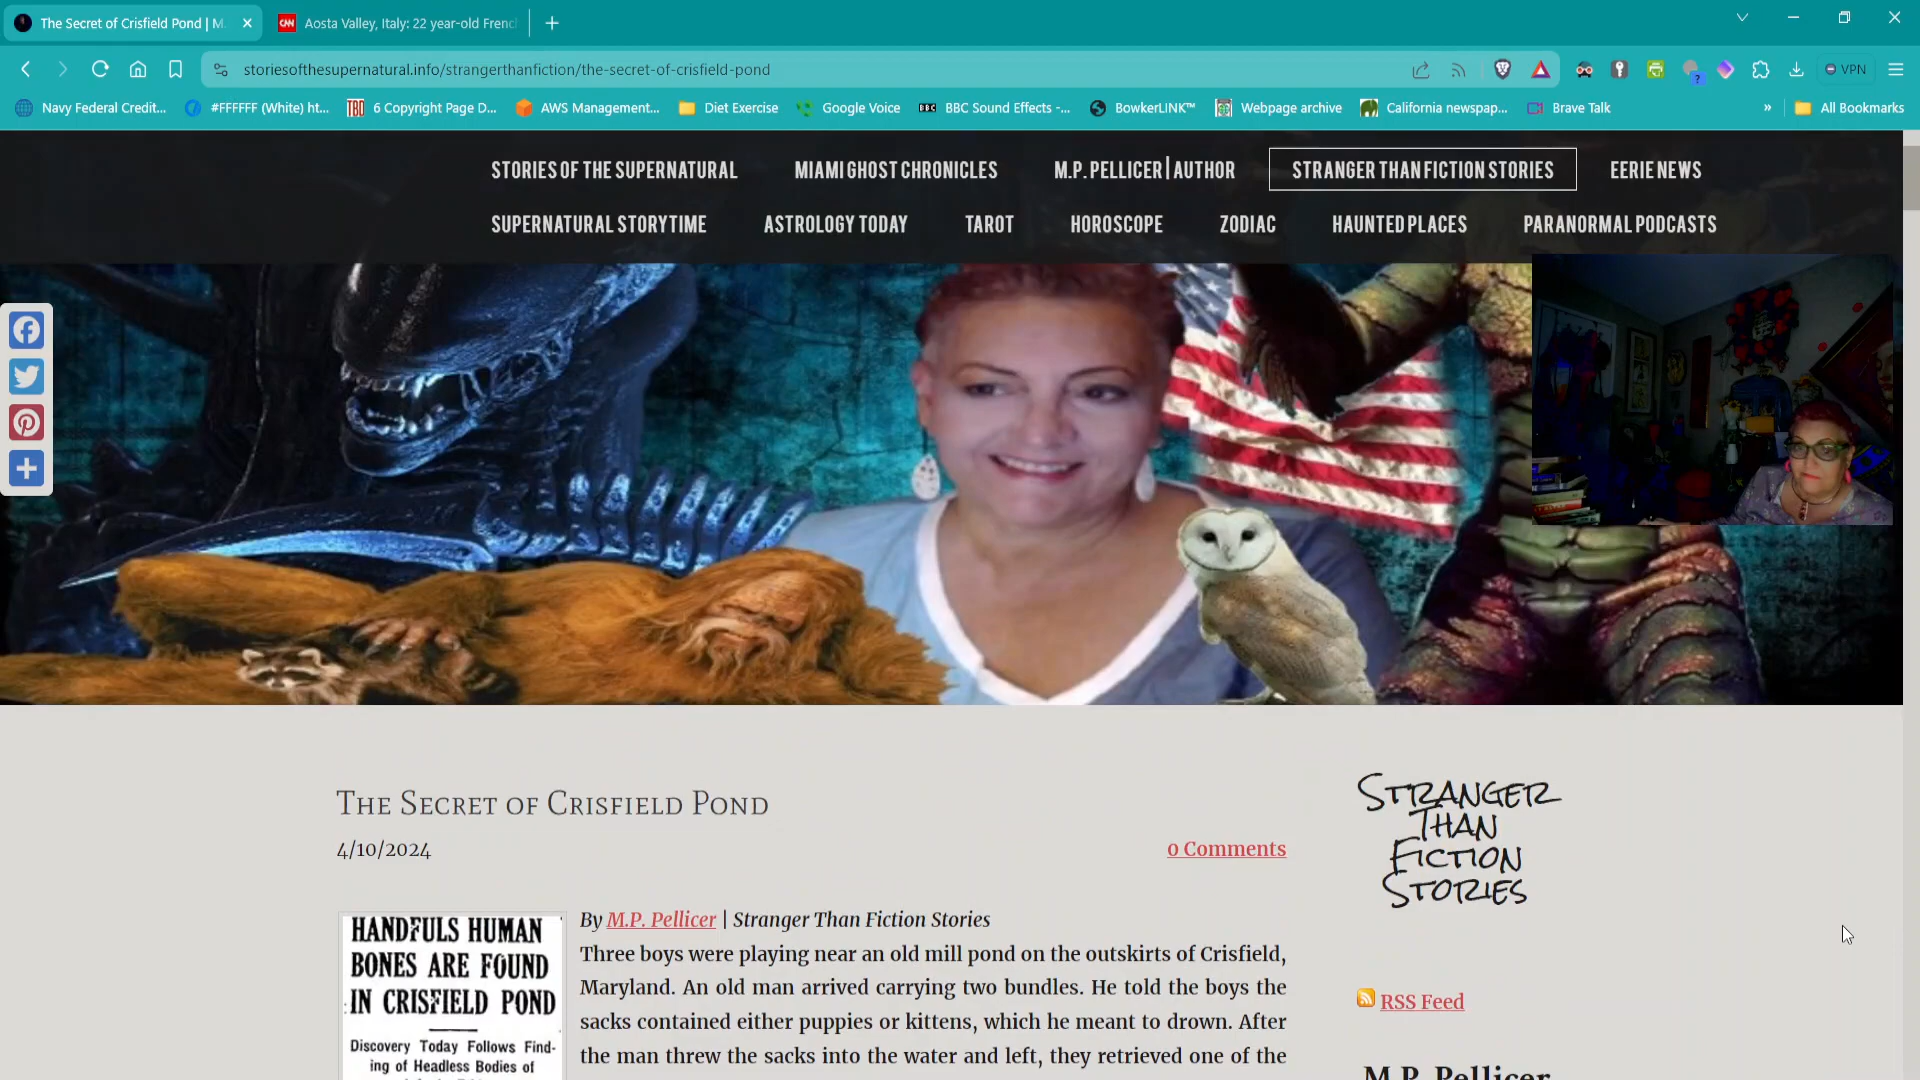 The Secret of Crisfield Pond | M.
Aosta Valley, Italy: 22 year-old Frenc
storiesofthesupernatural.info/strangerthanfiction/the-secret-of-crisfield-pond
VPN
Navy Federal Credit... #FFFFFF (White) ht... TBD 6 Copyright Page D... AWS Management... Diet Exercise Google Voice BBC BBC Sound Effects -... BowkerLINK™ Webpage archive California newspap... Brave Talk » All Bookmarks
STORIES OF THE SUPERNATURAL MIAMI GHOST CHRONICLES M.P. PELLICER | AUTHOR STRANGER THAN FICTION STORIES EERIE NEWS
SUPERNATURAL STORYTIME ASTROLOGY TODAY TAROT HOROSCOPE ZODIAC HAUNTED PLACES PARANORMAL PODCASTS
The Secret of Crisfield Pond
4/10/2024
0 Comments
HANDFULS HUMAN
BONES ARE FOUND
IN CRISFIELD POND
Discovery Today Follows Find-
ing of Headless Bodies of
By M.P. Pellicer | Stranger Than Fiction Stories
Three boys were playing near an old mill pond on the outskirts of Crisfield,
Maryland. An old man arrived carrying two bundles. He told the boys the
sacks contained either puppies or kittens, which he meant to drown. After
the man threw the sacks into the water and left, they retrieved one of the
Stranger
Than
Fiction
Stories
RSS Feed
M.P. Pellicer